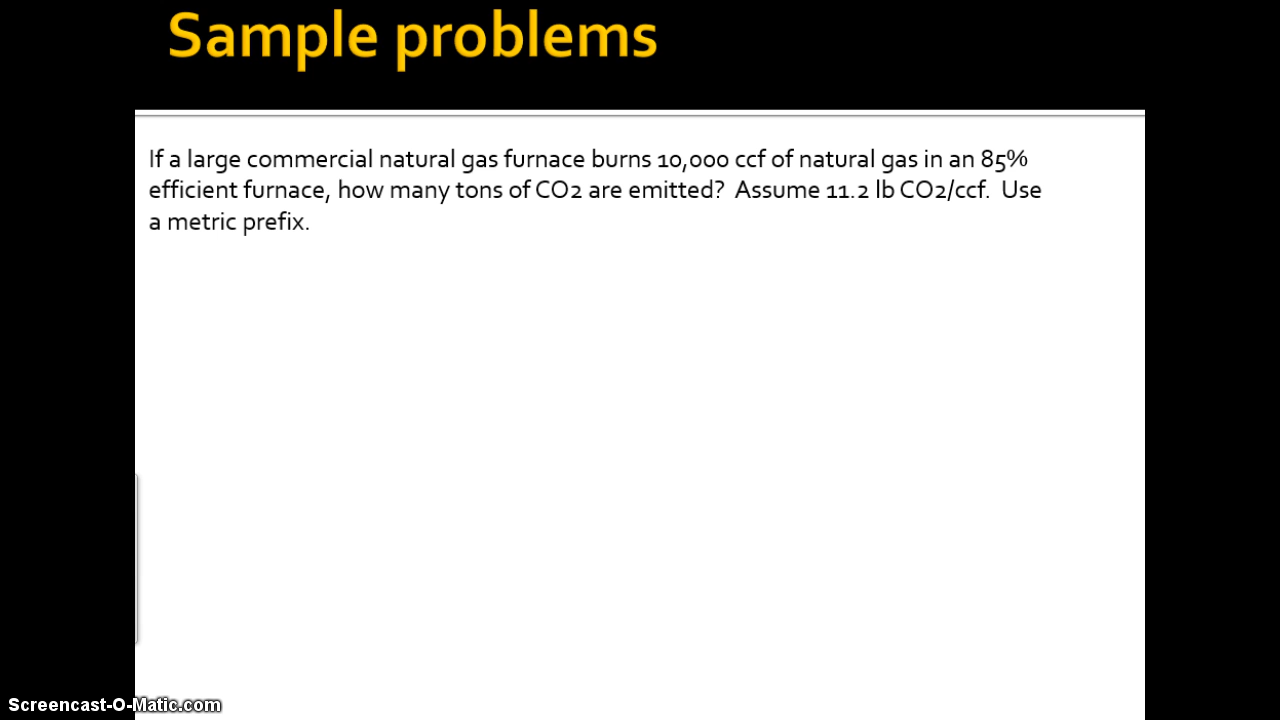 Sample problems
If a large commercial natural gas furnace burns 10,000 ccf of natural gas in an 85%
efficient furnace, how many tons of CO2 are emitted?  Assume 11.2 lb CO2/ccf.  Use
a metric prefix.
Screencast-O-Matic.com